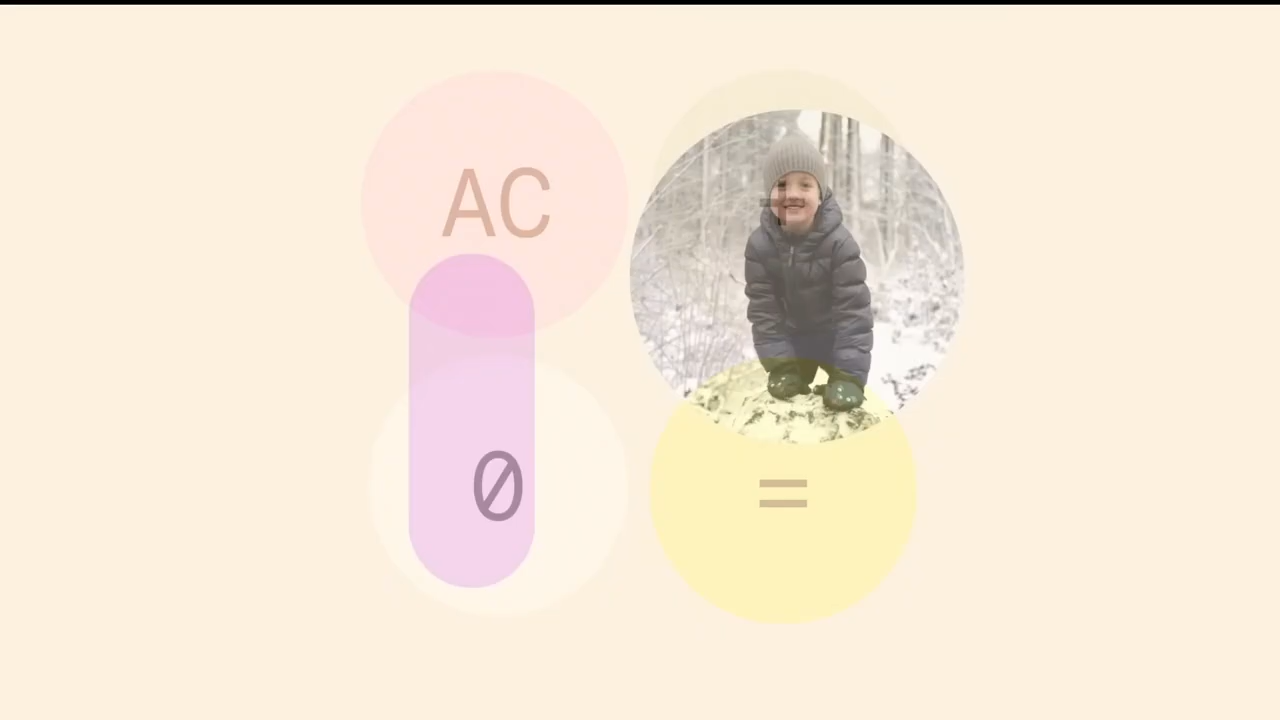 AC +
0 =